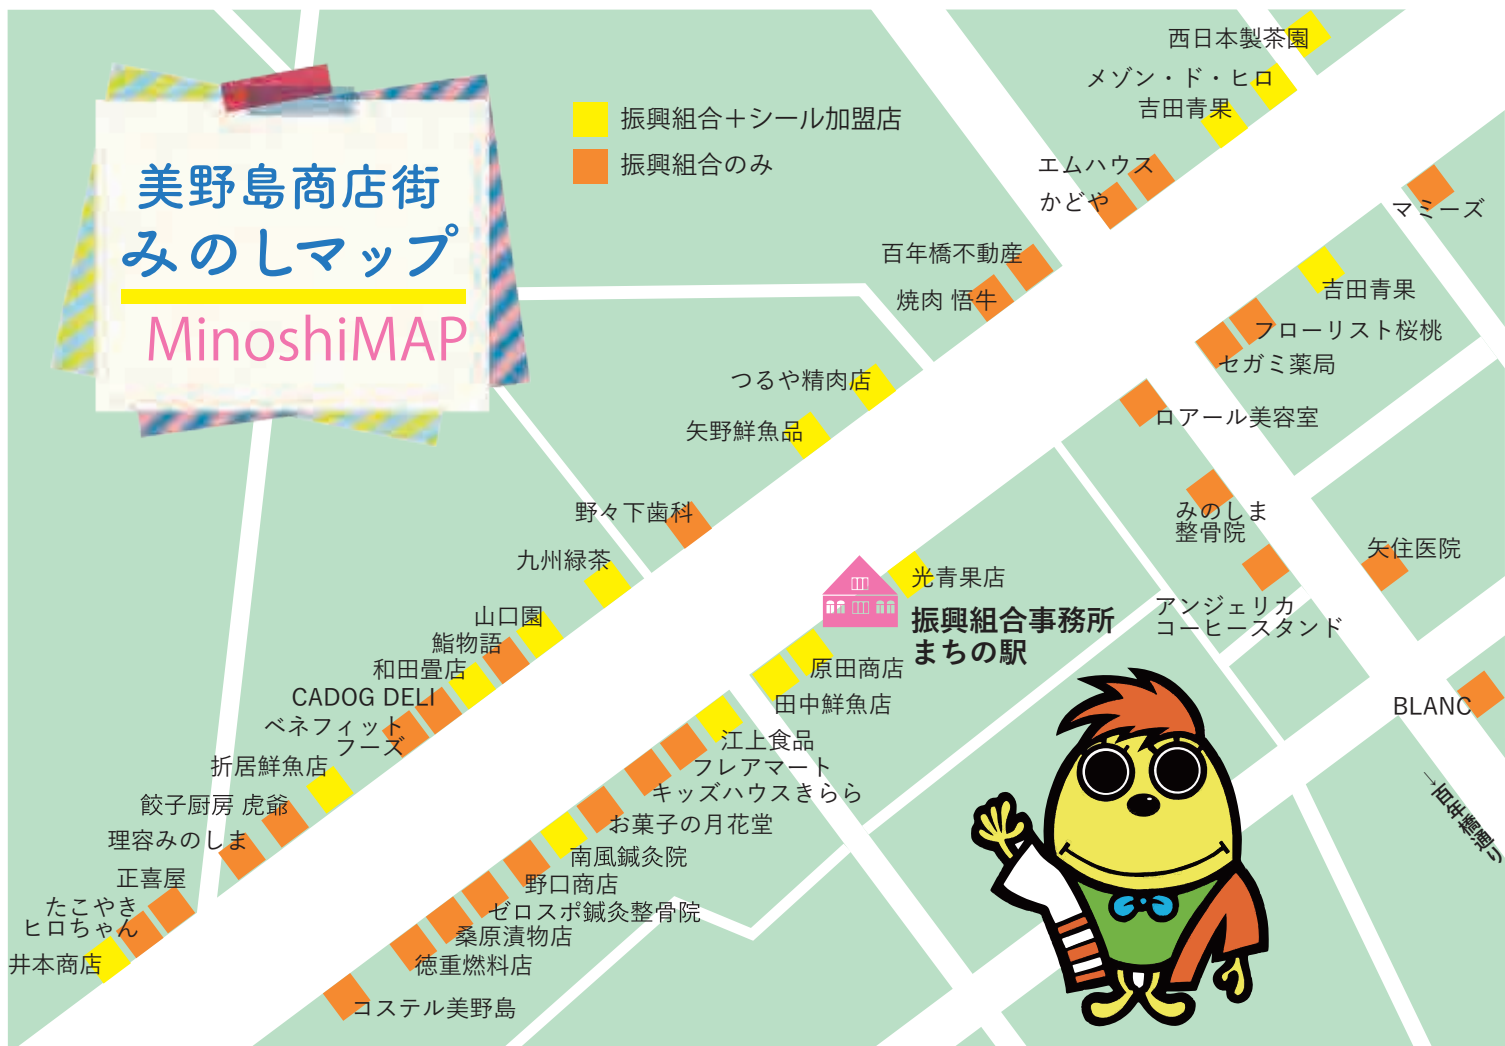 美野島商店街
みのしマップ
MinoshiMAP
振興組合＋シール加盟店
振興組合のみ
西日本製茶園
メゾン・ド・ヒロ
吉田青果
エムハウス
かどや
百年橋不動産
焼肉 悟牛
つるや精肉店
矢野鮮魚品
野々下歯科
九州緑茶
山口園
鮨物語
和田畳店
CADOG DELI
ベネフィット
フーズ
折居鮮魚店
餃子厨房 虎爺
理容みのしま
正喜屋
たこやき
ヒロちゃん
井本商店
マミーズ
吉田青果
フローリスト桜桃
セガミ薬局
ロアール美容室
みのしま
整骨院
矢住医院
アンジェリカ
コーヒースタンド
BLANC
→百年橋通り
光青果店
振興組合事務所
まちの駅
原田商店
田中鮮魚店
江上食品
フレアマート
キッズハウスきらら
お菓子の月花堂
南風鍼灸院
野口商店
ゼロスポ鍼灸整骨院
桑原漬物店
徳重燃料店
コステル美野島